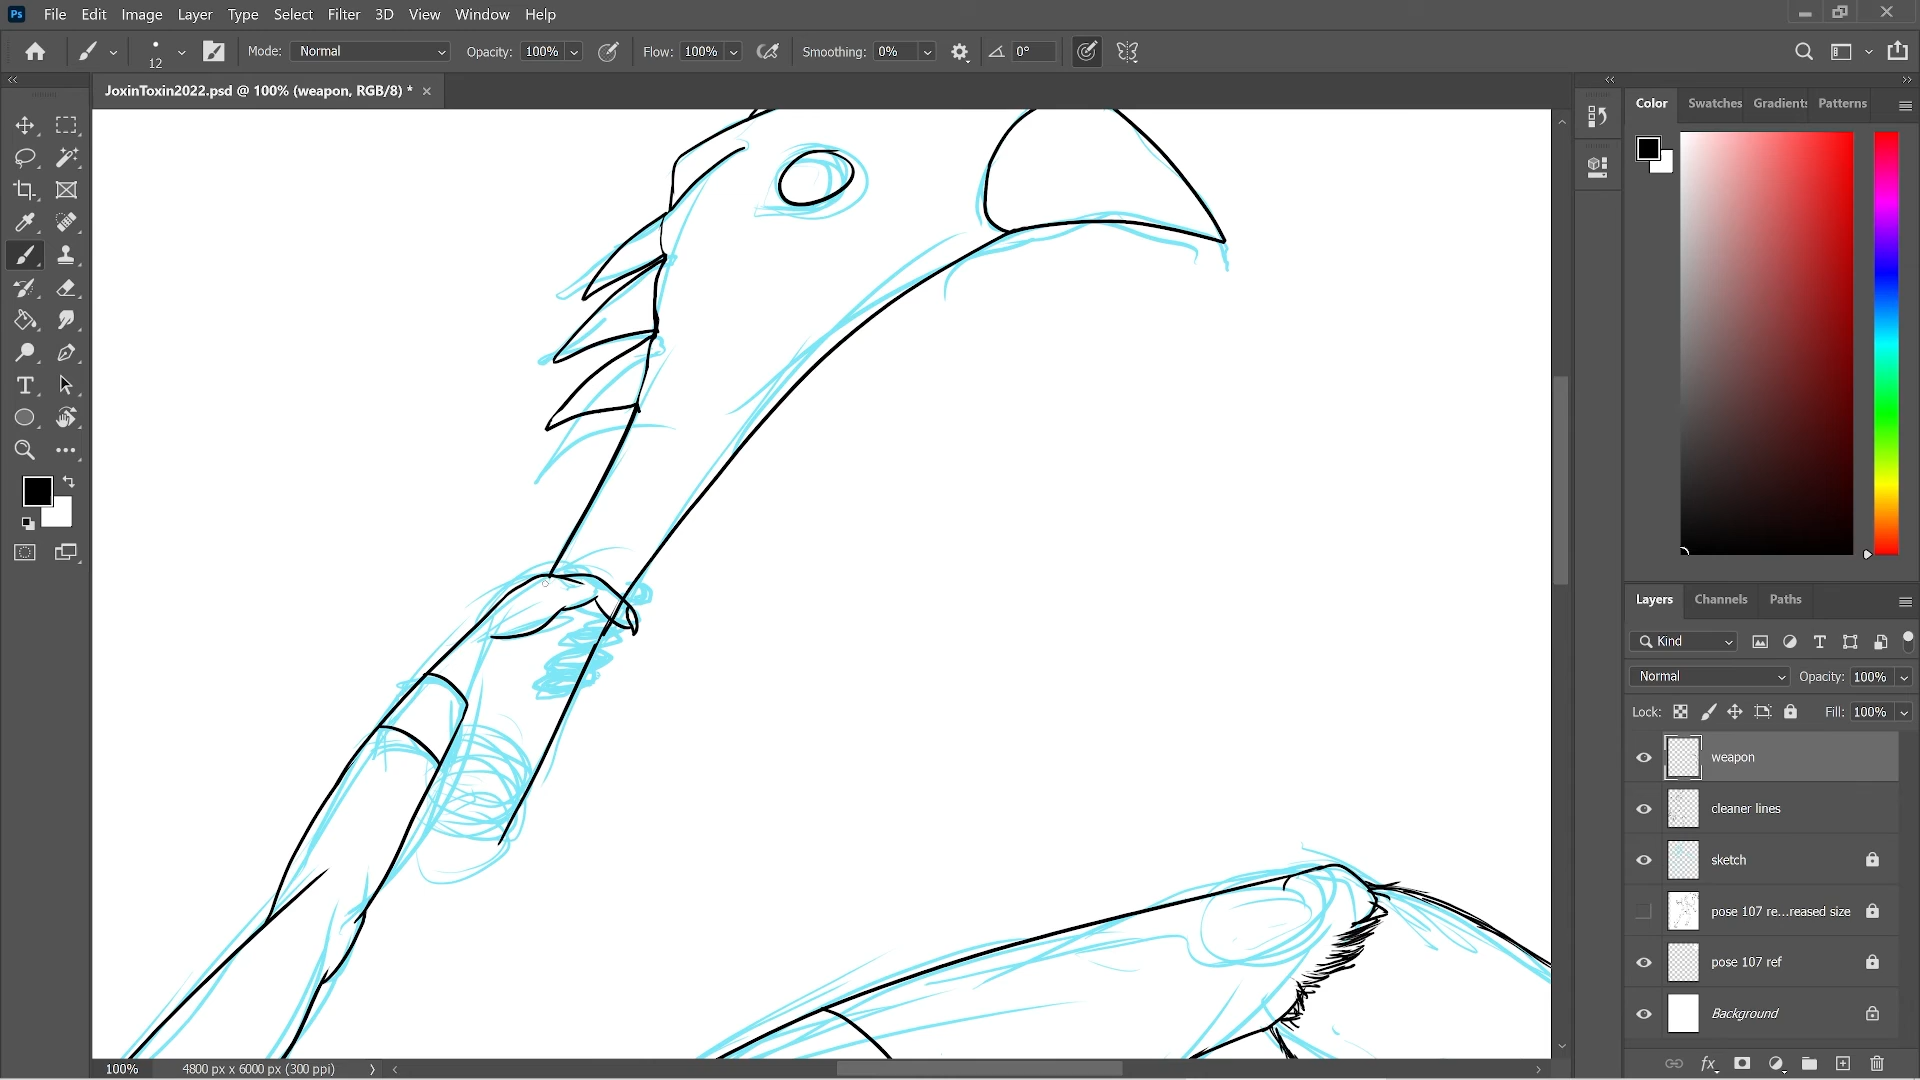 Ps File Edit Image Layer Type Select Filter 3D View Window Help
12 Mode: Normal Opacity: 100% Flow: 100% Smoothing: 0% 0°
JoxinToxin2022.psd @ 100% (weapon, RGB/8) *
Color Swatches Gradients Patterns
Layers Channels Paths
Kind
Normal Opacity: 100%
Lock: Fill: 100%
weapon
cleaner lines
sketch
pose 107 re...reased size
pose 107 ref
Background
fx
100% 4800 px x 6000 px (300 ppi)